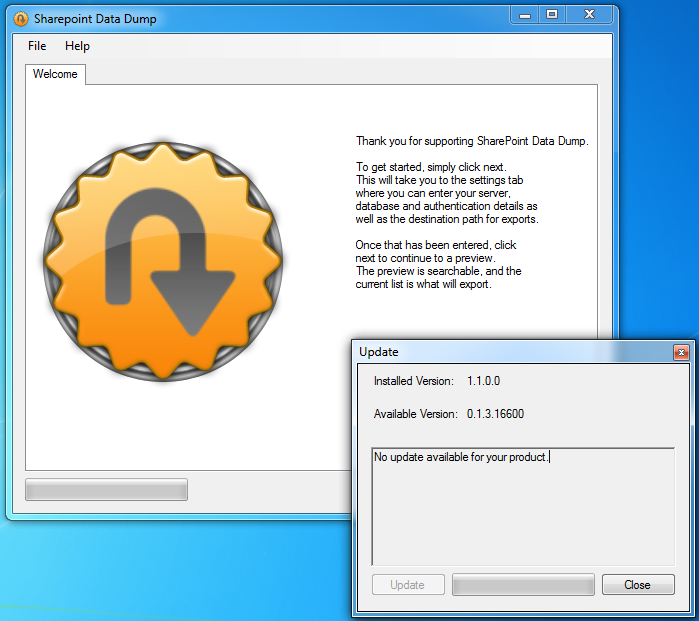 Sharepoint Data Dump
File Help
Welcome
Thank you for supporting SharePoint Data Dump.
To get started, simply click next.
This will take you to the settings tab
where you can enter your server,
database and authentication details as
well as the destination path for exports.
Once that has been entered, click
next to continue to a preview.
The preview is searchable, and the
current list is what will export.
Update
Installed Version: 1.1.0.0
Available Version: 0.1.3.16600
No update available for your product.
Update
Close